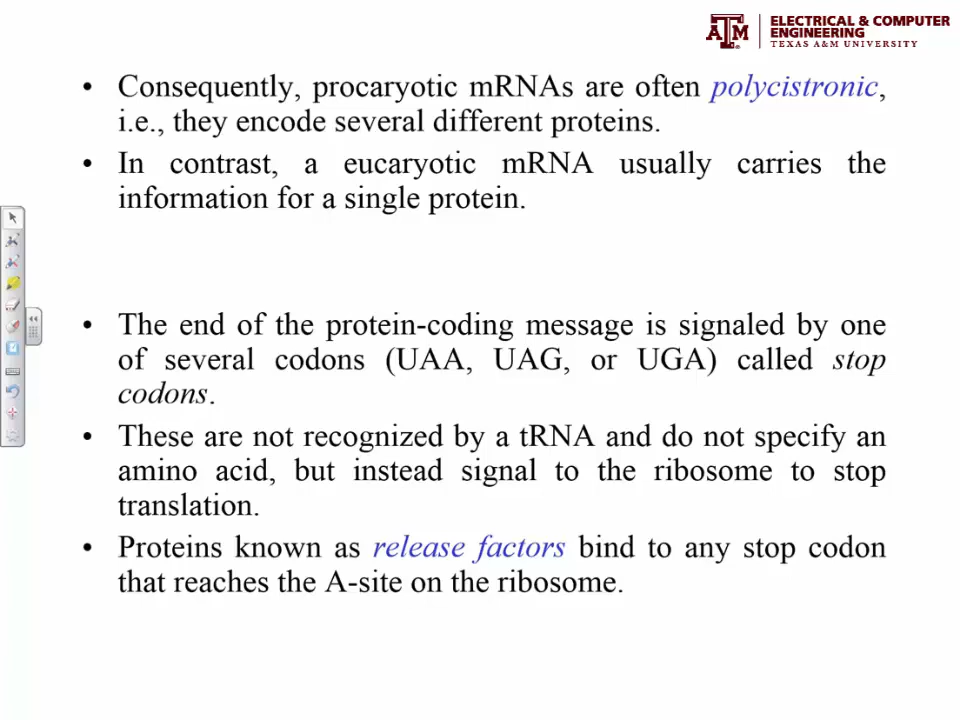 ELECTRICAL & COMPUTER
ENGINEERING
TEXAS A&M UNIVERSITY
• Consequently, procaryotic mRNAs are often polycistronic,
i.e., they encode several different proteins.
• In contrast, a eucaryotic mRNA usually carries the
information for a single protein.
• The end of the protein-coding message is signaled by one
of several codons (UAA, UAG, or UGA) called stop
codons.
• These are not recognized by a tRNA and do not specify an
amino acid, but instead signal to the ribosome to stop
translation.
• Proteins known as release factors bind to any stop codon
that reaches the A-site on the ribosome.